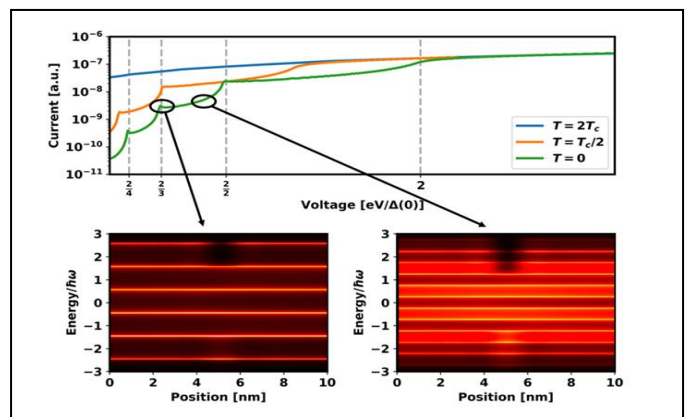 10⁻⁶
10⁻⁷
10⁻⁸
10⁻⁹
10⁻¹⁰
10⁻¹¹
Current [a.u.]
T = 2T_c
T = T_c/2
T = 0
2/4 2/3 2/2 2
Voltage [eV/Δ(0)]
3
2
1
0
−1
−2
−3
Energy/ℏω
0 2 4 6 8 10
Position [nm]
3
2
1
0
−1
−2
−3
Energy/ℏω
0 2 4 6 8 10
Position [nm]